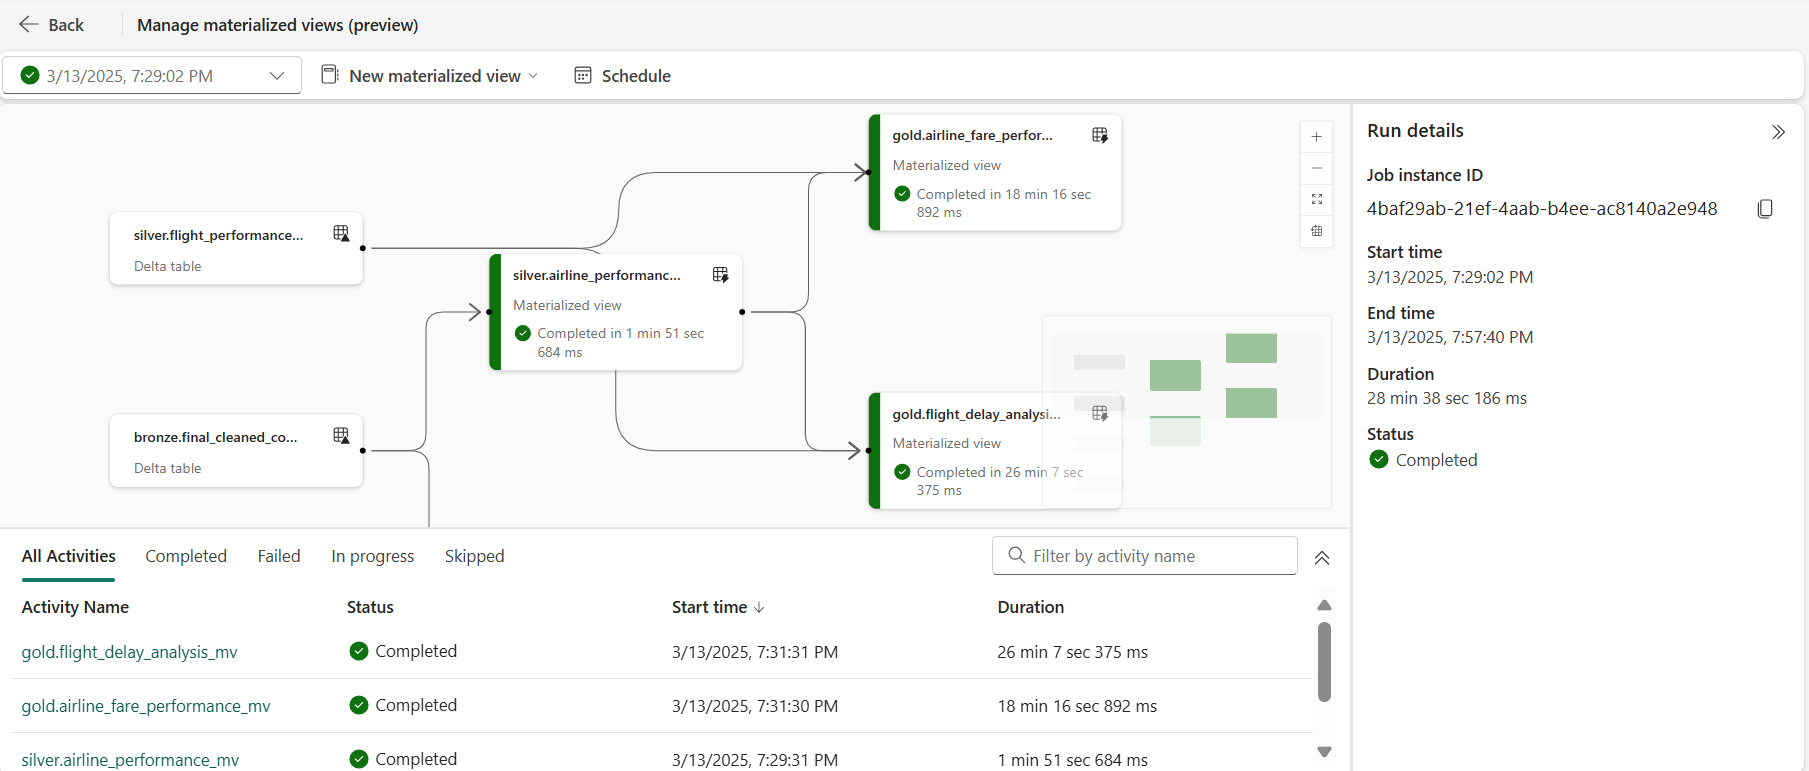 Back
Manage materialized views (preview)
3/13/2025, 7:29:02 PM
New materialized view
Schedule
silver.flight_performance...
Delta table
bronze.final_cleaned_co...
Delta table
silver.airline_performanc...
Materialized view
Completed in 1 min 51 sec
684 ms
gold.airline_fare_perfor...
Materialized view
Completed in 18 min 16 sec
892 ms
gold.flight_delay_analysi...
Materialized view
Completed in 26 min 7 sec
375 ms
Run details
Job instance ID
4baf29ab-21ef-4aab-b4ee-ac8140a2e948
Start time
3/13/2025, 7:29:02 PM
End time
3/13/2025, 7:57:40 PM
Duration
28 min 38 sec 186 ms
Status
Completed
All Activities Completed Failed In progress Skipped
Filter by activity name
Activity Name Status Start time Duration
gold.flight_delay_analysis_mv Completed 3/13/2025, 7:31:31 PM 26 min 7 sec 375 ms
gold.airline_fare_performance_mv Completed 3/13/2025, 7:31:30 PM 18 min 16 sec 892 ms
silver.airline_performance_mv Completed 3/13/2025, 7:29:31 PM 1 min 51 sec 684 ms